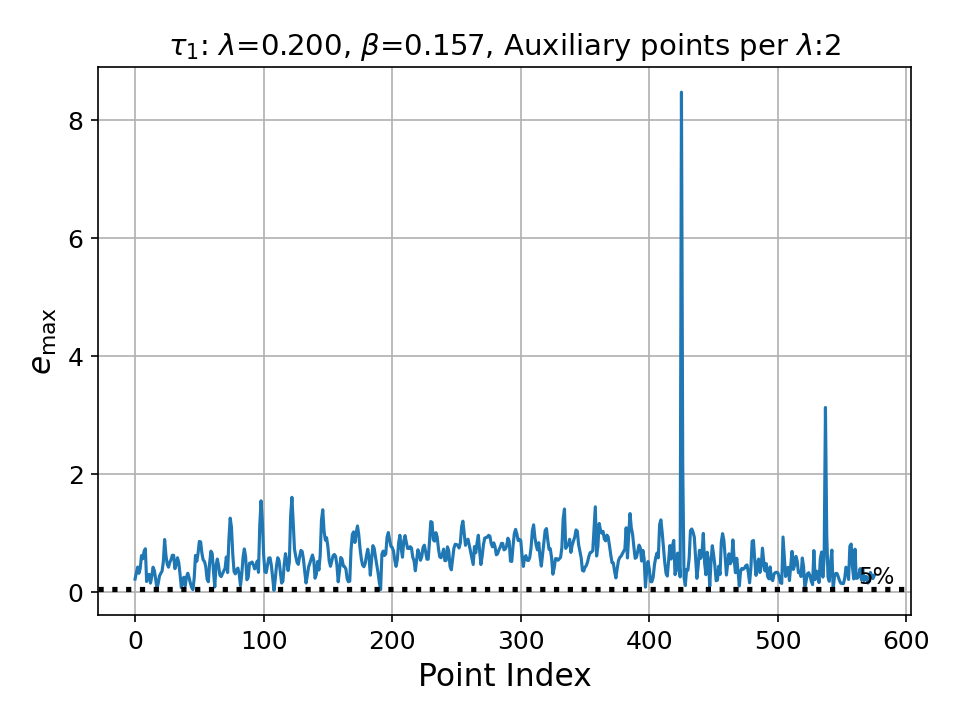 τ₁: λ=0.200, β=0.157, Auxiliary points per λ:2
8
6
4
2
0
e_max
5%
0 100 200 300 400 500 600
Point Index